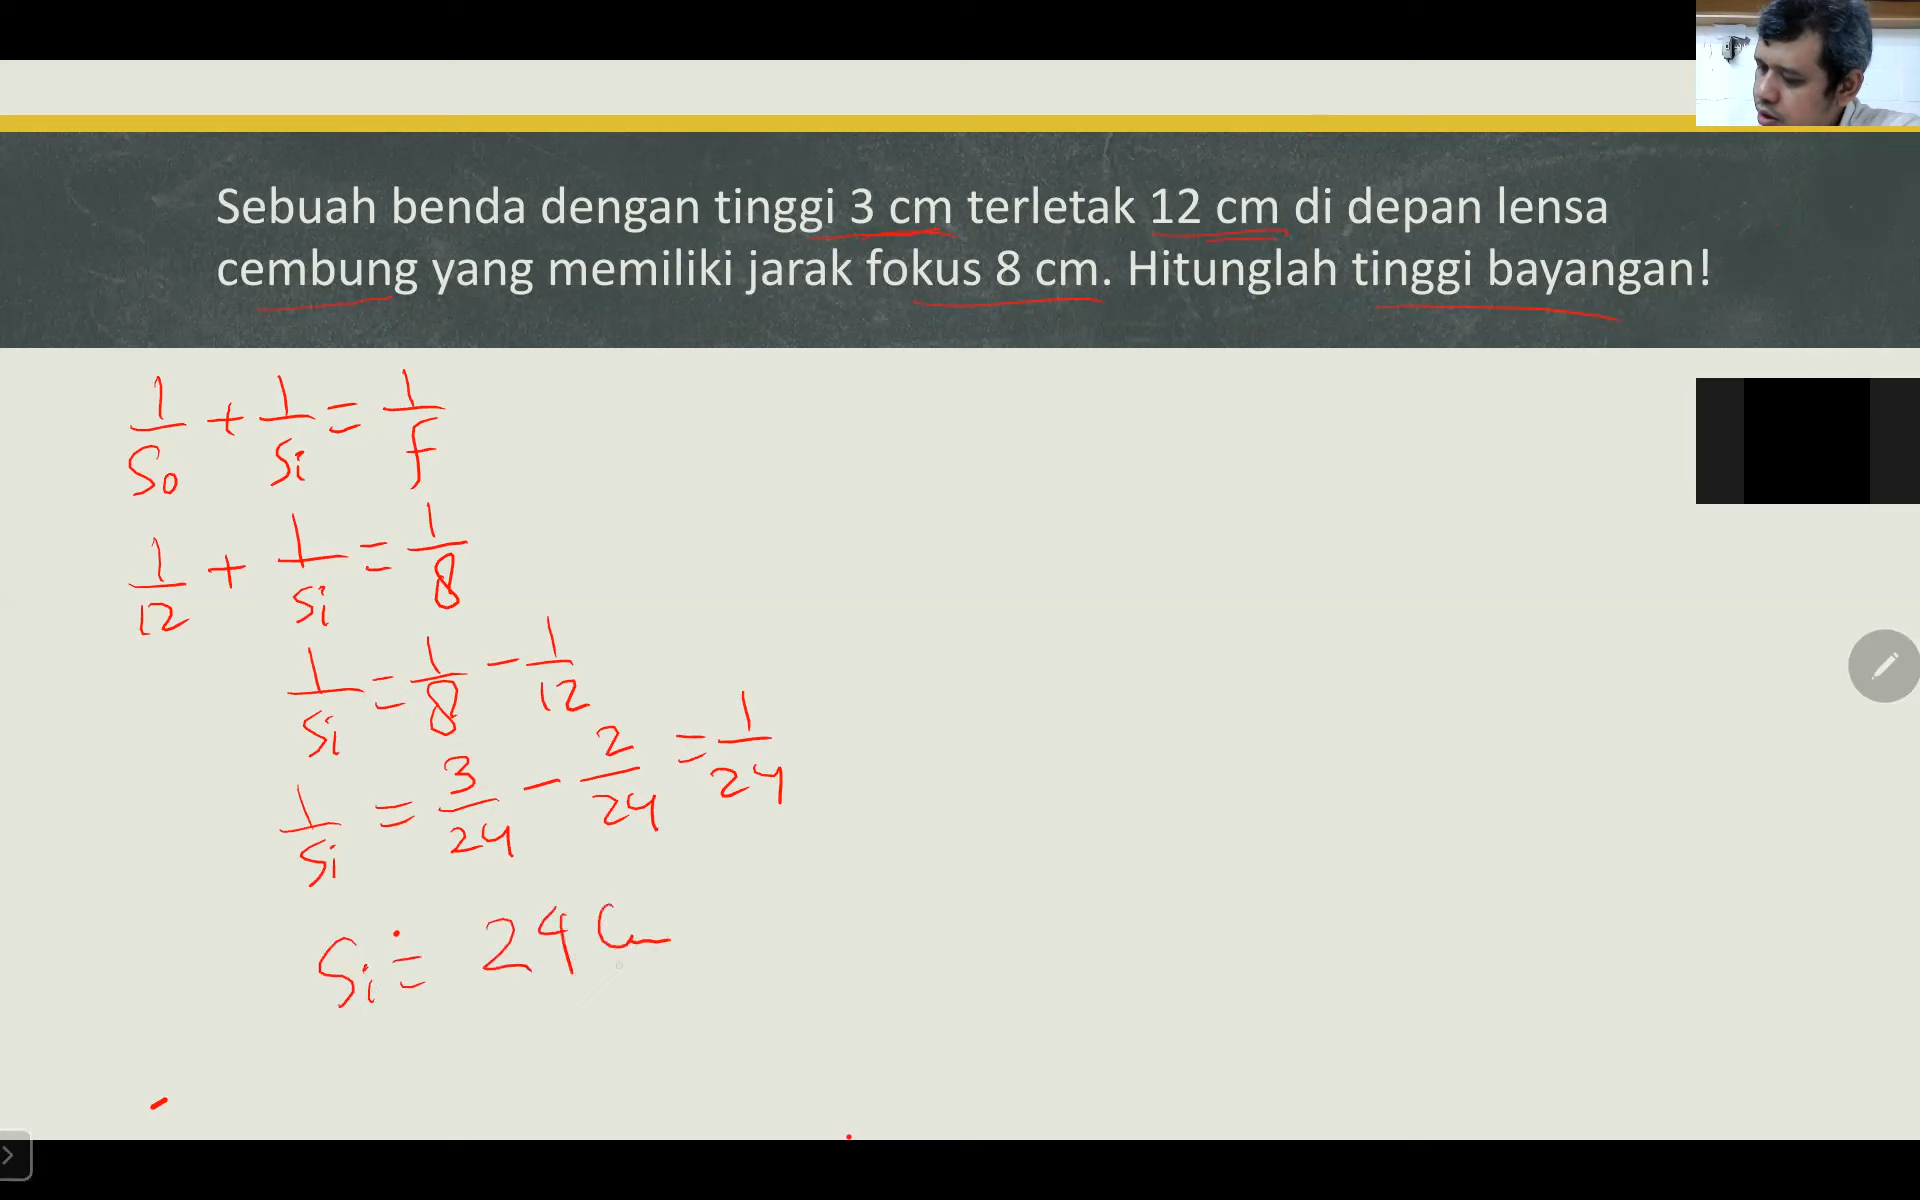 Sebuah benda dengan tinggi 3 cm terletak 12 cm di depan lensa
cembung yang memiliki jarak fokus 8 cm. Hitunglah tinggi bayangan!
1/So + 1/Si = 1/f
1/12 + 1/Si = 1/8
1/Si = 1/8 - 1/12
1/Si = 3/24 - 2/24 = 1/24
Si = 24 Cm